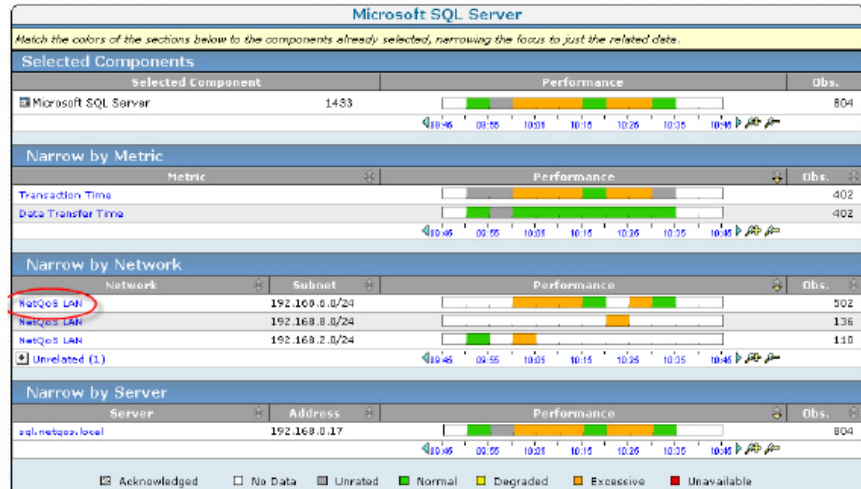 Microsoft SQL Server
Match the colors of the sections below to the components already selected, narrowing the focus to just the related data.
Selected Components
Selected Component Performance Obs.
Microsoft SQL Server 1433 804
09:45 09:55 10:05 10:15 10:25 10:35 10:45
Narrow by Metric
Metric Performance Obs.
Transaction Time 402
Data Transfer Time 402
09:45 09:55 10:05 10:15 10:25 10:35 10:45
Narrow by Network
Network Subnet Performance Obs.
NetQoS LAN 192.168.6.0/24 502
NetQoS LAN 192.168.8.0/24 136
NetQoS LAN 192.168.2.0/24 110
Unrelated (1) 09:45 09:55 10:05 10:15 10:25 10:35 10:45
Narrow by Server
Server Address Performance Obs.
sql.netqos.local 192.168.0.17 804
09:45 09:55 10:05 10:15 10:25 10:35 10:45
Acknowledged No Data Unrated Normal Degraded Excessive Unavailable